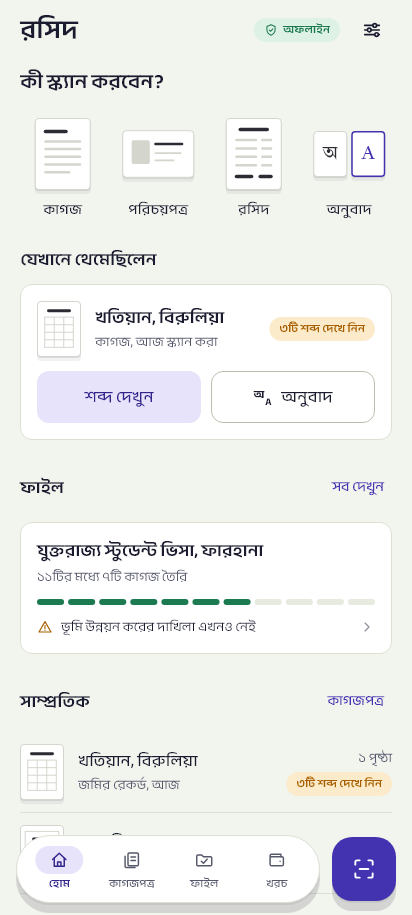 রসিদ
অফলাইন
কী স্ক্যান করবেন?
কাগজ
পরিচয়পত্র
রসিদ
অ A
অনুবাদ
যেখানে থেমেছিলেন
খতিয়ান, বিরুলিয়া
কাগজ, আজ স্ক্যান করা
৩টি শব্দ দেখে নিন
শব্দ দেখুন
অ A অনুবাদ
ফাইল
সব দেখুন
যুক্তরাজ্য স্টুডেন্ট ভিসা, ফারহানা
১১টির মধ্যে ৭টি কাগজ তৈরি
ভূমি উন্নয়ন করের দাখিলা এখনও নেই
সাম্প্রতিক
কাগজপত্র
খতিয়ান, বিরুলিয়া
জমির রেকর্ড, আজ
১ পৃষ্ঠা
৩টি শব্দ দেখে নিন
হোম
কাগজপত্র
ফাইল
খরচ